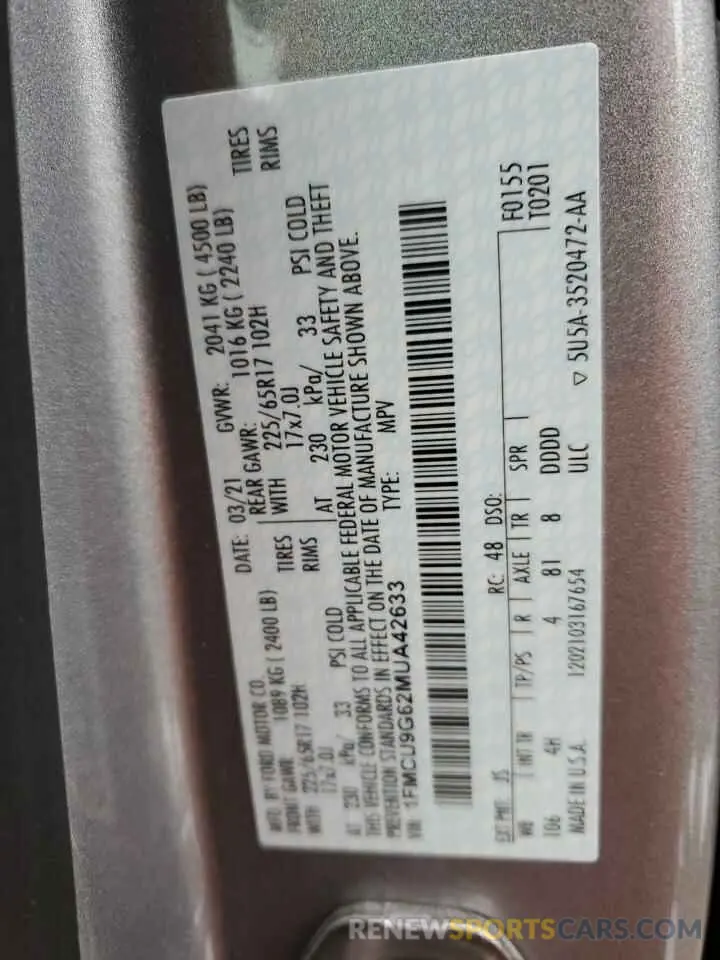 MFD. BY FORD MOTOR CO.
DATE: 03/21 GVWR: 2041 KG ( 4500 LB)
FRONT GAWR: 1089 KG ( 2400 LB) REAR GAWR: 1016 KG ( 2240 LB)
WITH 225/65R17 102H TIRES WITH 225/65R17 102H TIRES
17x7.0J RIMS 17x7.0J RIMS
AT 230 kPa/ 33 PSI COLD AT 230 kPa/ 33 PSI COLD
THIS VEHICLE CONFORMS TO ALL APPLICABLE FEDERAL MOTOR VEHICLE SAFETY AND THEFT
PREVENTION STANDARDS IN EFFECT ON THE DATE OF MANUFACTURE SHOWN ABOVE.
VIN: 1FMCU9G62MUA42633 TYPE: MPV
F0155
T0201
EXT PNT: JS RC: 48 DSO:
WB INT TR TP/PS R AXLE TR SPR
106 4H 4 81 8 DDDD
MADE IN U.S.A. 1202103167654 ULC ▽ 5U5A-3520472-AA
RENEWSPORTSCARS.COM